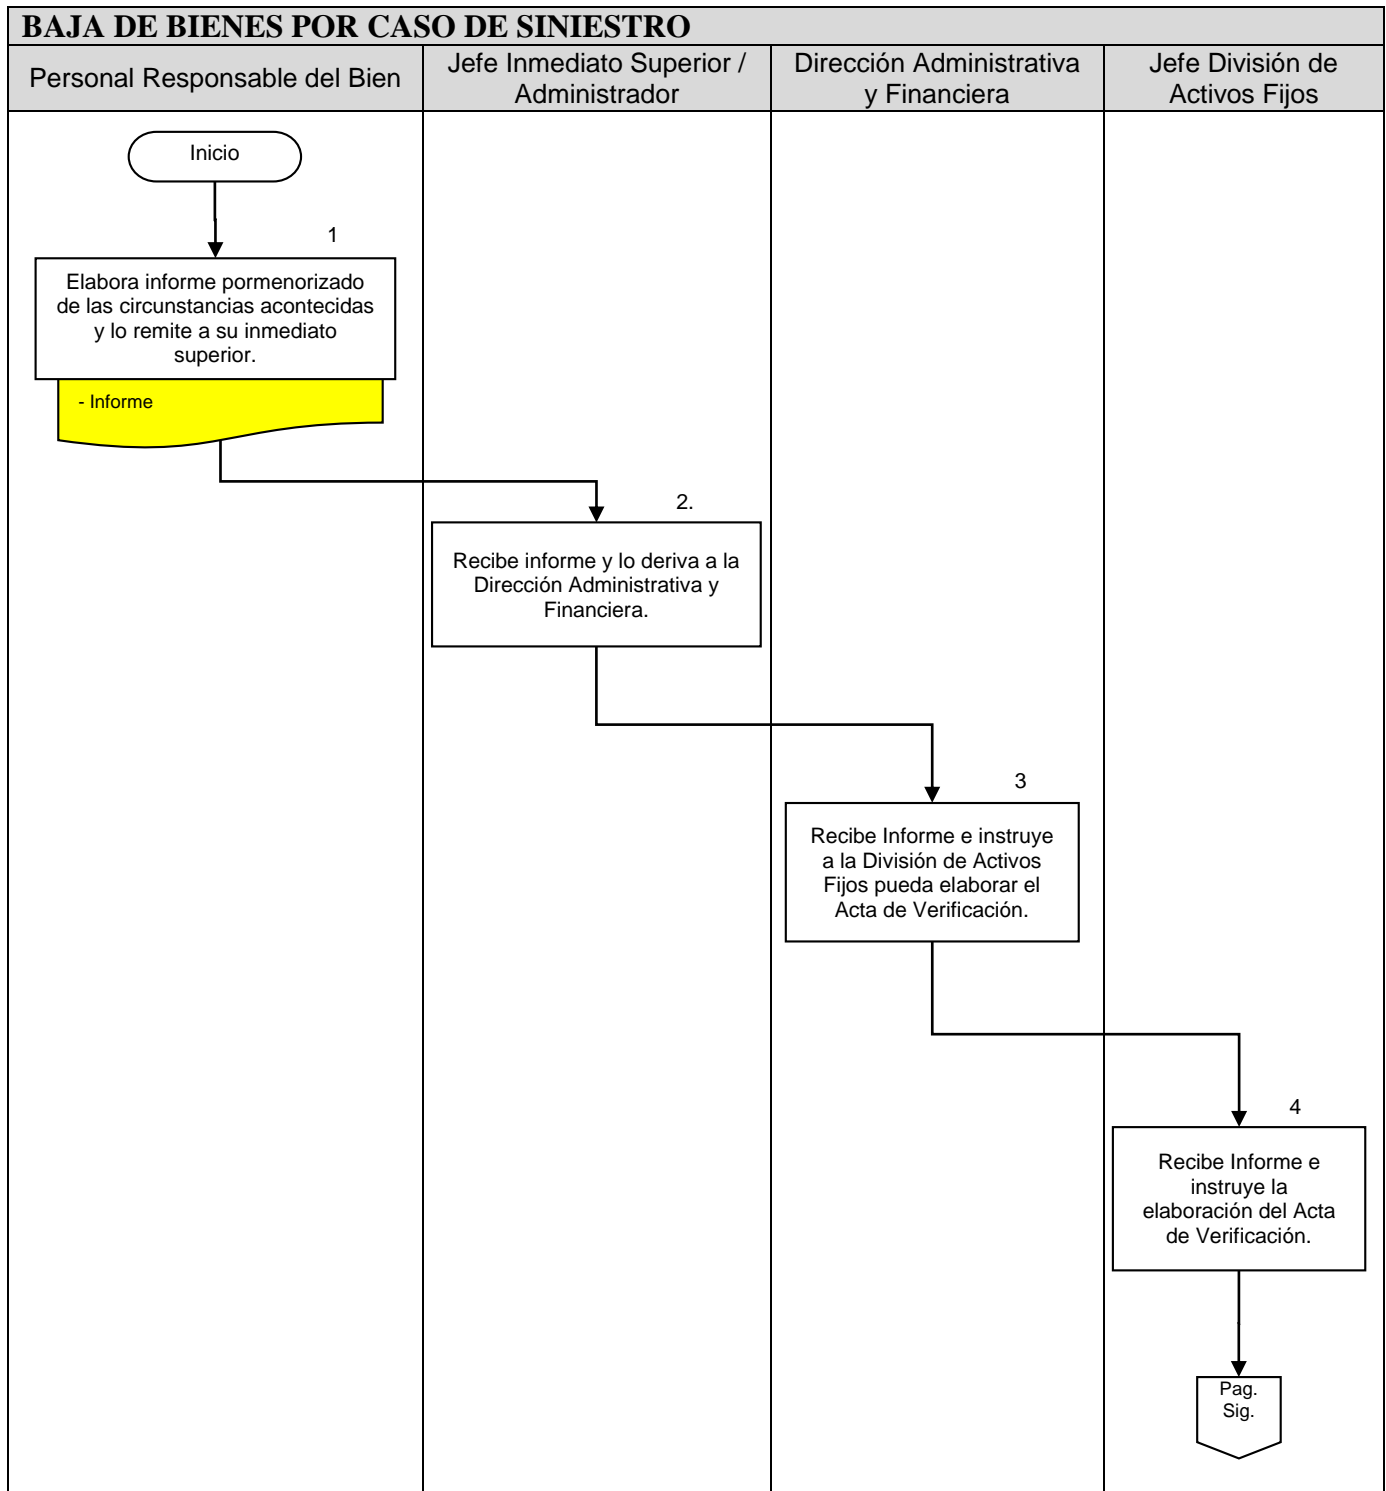 BAJA DE BIENES POR CASO DE SINIESTRO
Personal Responsable del Bien
Jefe Inmediato Superior /
Administrador
Dirección Administrativa
y Financiera
Jefe División de
Activos Fijos
Inicio
1
Elabora informe pormenorizado
de las circunstancias acontecidas
y lo remite a su inmediato
superior.
- Informe
2.
Recibe informe y lo deriva a la
Dirección Administrativa y
Financiera.
3
Recibe Informe e instruye
a la División de Activos
Fijos pueda elaborar el
Acta de Verificación.
4
Recibe Informe e
instruye la
elaboración del Acta
de Verificación.
Pag.
Sig.